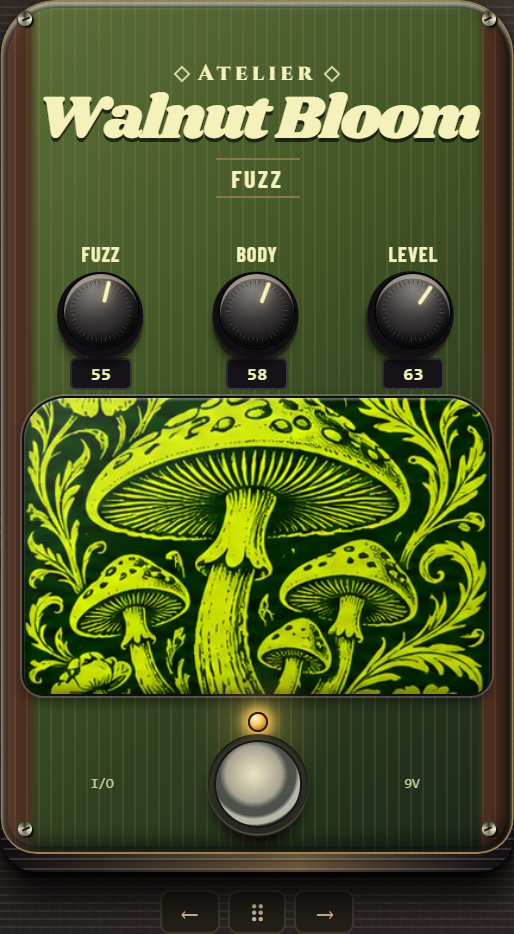 ATELIER
Walnut Bloom
FUZZ
FUZZ BODY LEVEL
55 58 63
I/O 9V
← →